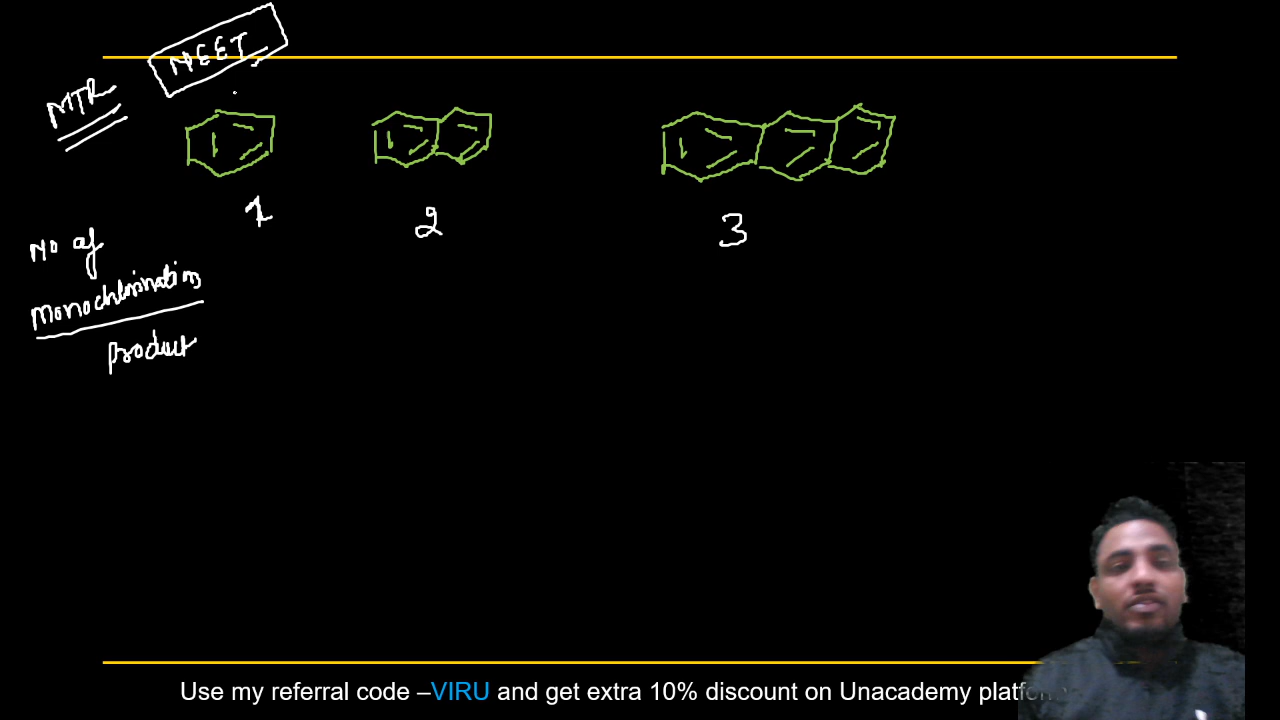 NEET
MTR
1
2
3
No of
monochlorination
product
Use my referral code –VIRU and get extra 10% discount on Unacademy